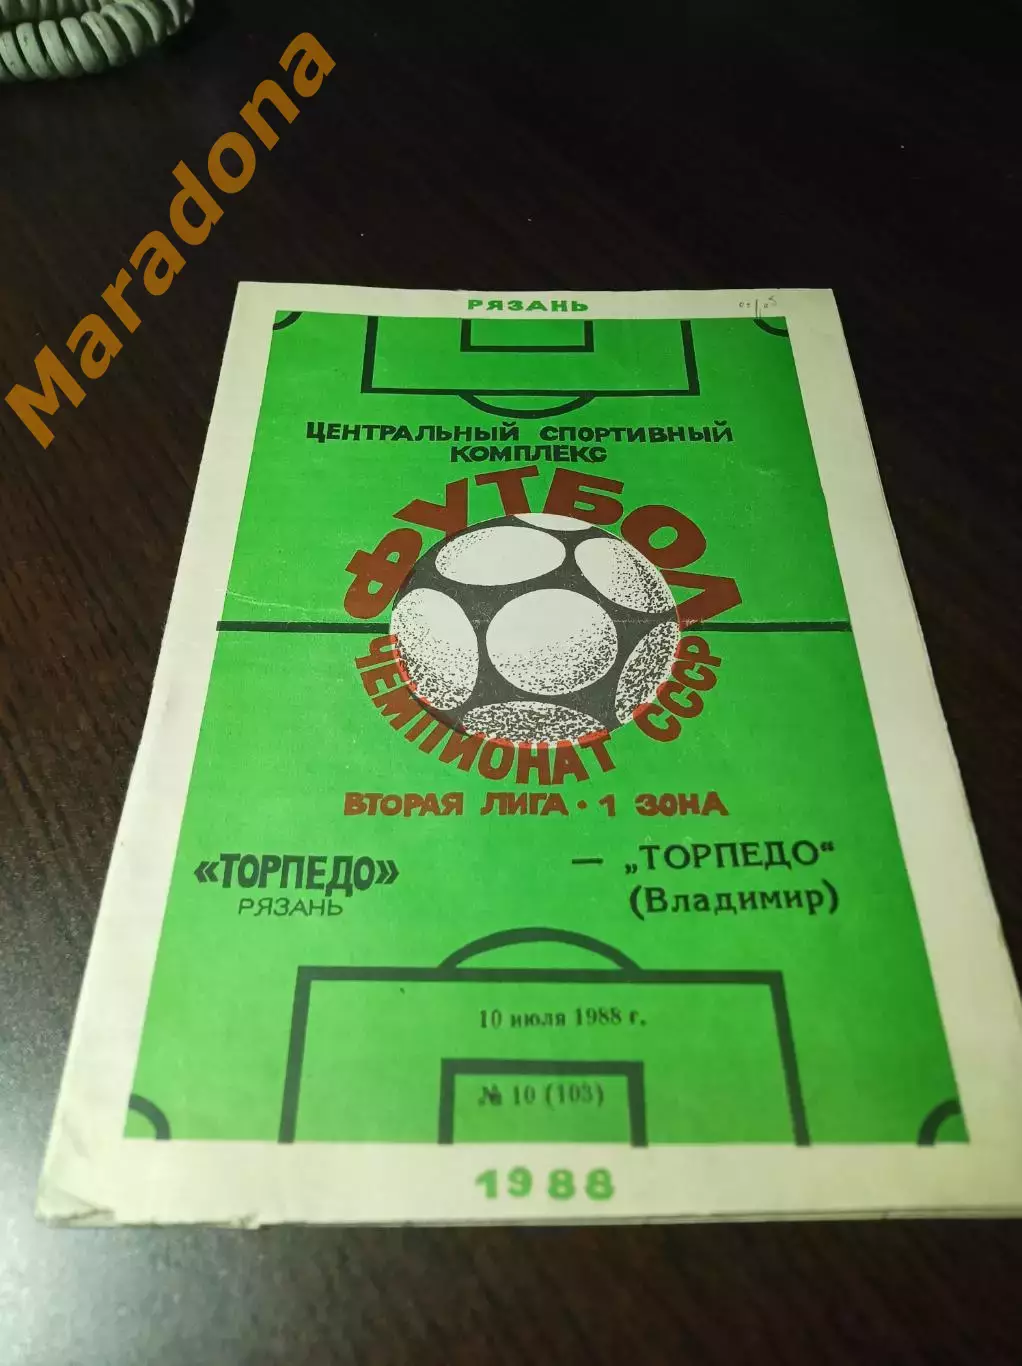 Maradona
РЯЗАНЬ
ЦЕНТРАЛЬНЫЙ СПОРТИВНЫЙ
КОМПЛЕКС
ФУТБОЛ
ЧЕМПИОНАТ СССР
ВТОРАЯ ЛИГА • 1 ЗОНА
«ТОРПЕДО» — „ТОРПЕДО“
РЯЗАНЬ (Владимир)
10 июля 1988 г.
№ 10 (103)
1988